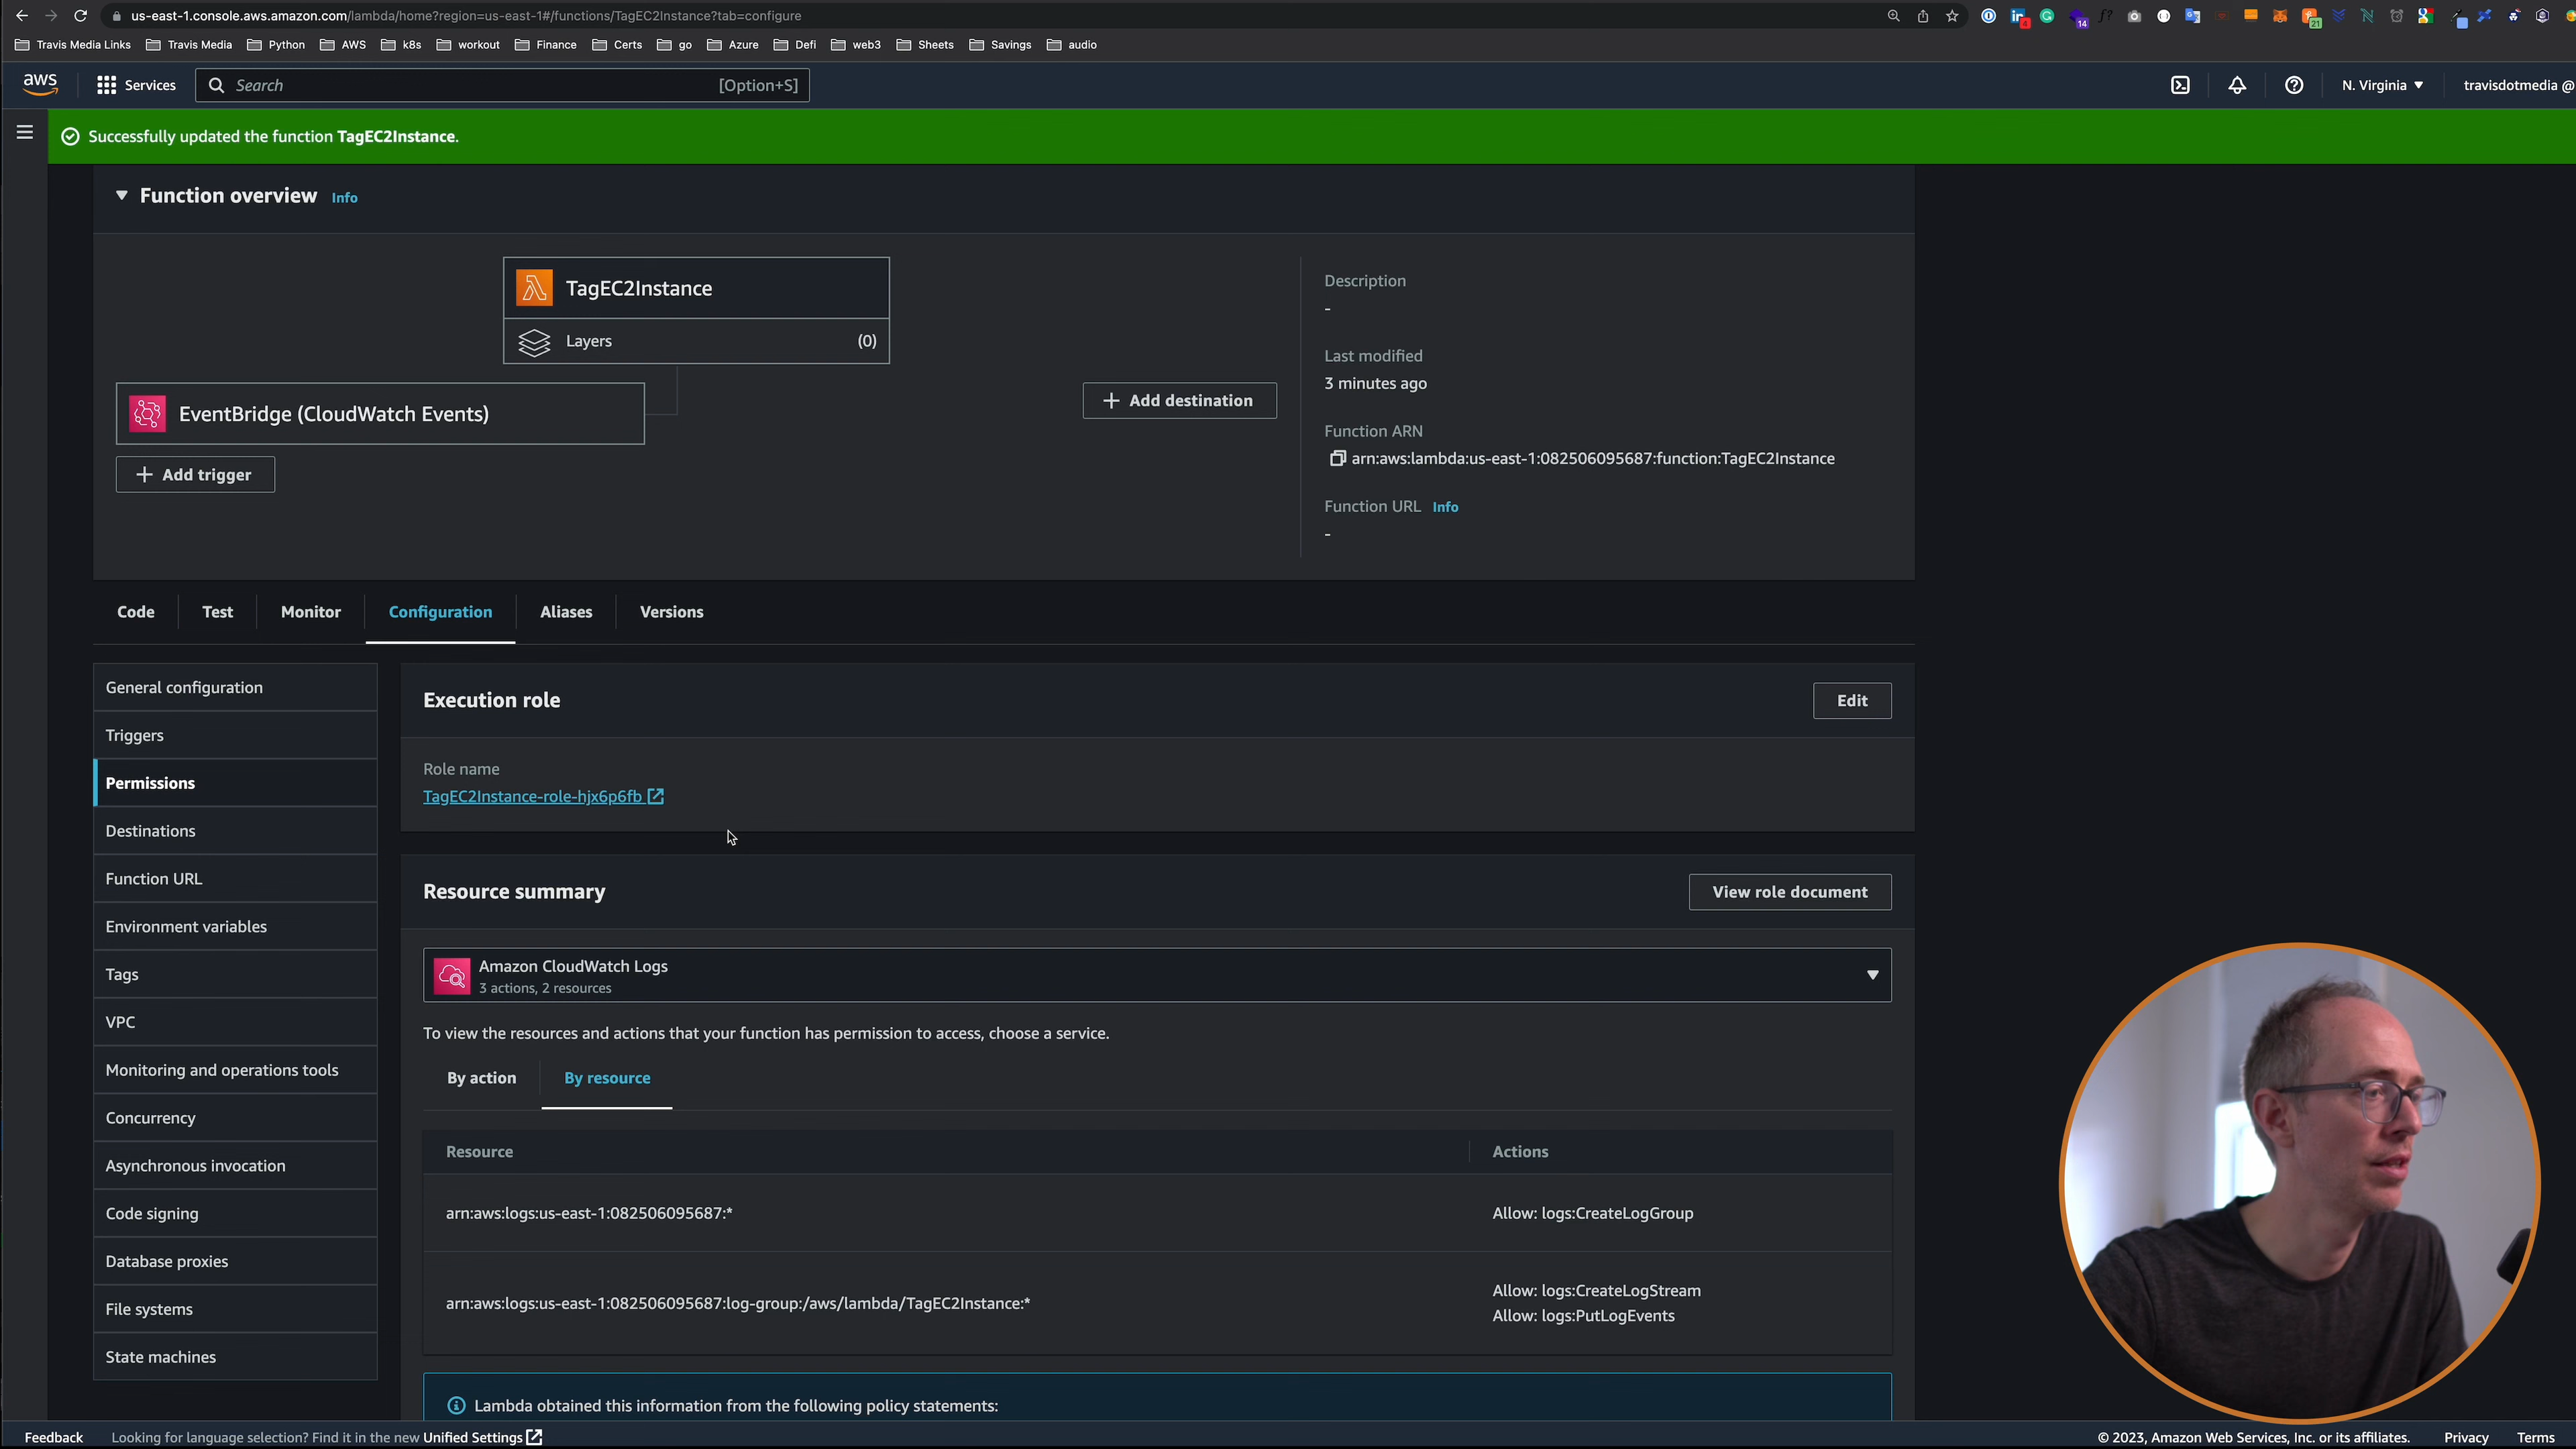 us-east-1.console.aws.amazon.com/lambda/home?region=us-east-1#/functions/TagEC2Instance?tab=configure
Travis Media Links
Travis Media
Python
AWS
k8s
workout
Finance
Certs
go
Azure
Defi
web3
Sheets
Savings
audio
aws
Services
Search
[Option+S]
N. Virginia
travisdotmedia @
Successfully updated the function TagEC2Instance.
Function overview Info
TagEC2Instance
Layers (0)
EventBridge (CloudWatch Events)
Add trigger
Add destination
Description
-
Last modified
3 minutes ago
Function ARN
arn:aws:lambda:us-east-1:082506095687:function:TagEC2Instance
Function URL Info
-
Code
Test
Monitor
Configuration
Aliases
Versions
General configuration
Triggers
Permissions
Destinations
Function URL
Environment variables
Tags
VPC
Monitoring and operations tools
Concurrency
Asynchronous invocation
Code signing
Database proxies
File systems
State machines
Execution role
Edit
Role name
TagEC2Instance-role-hjx6p6fb
Resource summary
View role document
Amazon CloudWatch Logs
3 actions, 2 resources
To view the resources and actions that your function has permission to access, choose a service.
By action
By resource
Resource
Actions
arn:aws:logs:us-east-1:082506095687:*
Allow: logs:CreateLogGroup
arn:aws:logs:us-east-1:082506095687:log-group:/aws/lambda/TagEC2Instance:*
Allow: logs:CreateLogStream
Allow: logs:PutLogEvents
Lambda obtained this information from the following policy statements:
Feedback
Looking for language selection? Find it in the new Unified Settings
© 2023, Amazon Web Services, Inc. or its affiliates.
Privacy
Terms